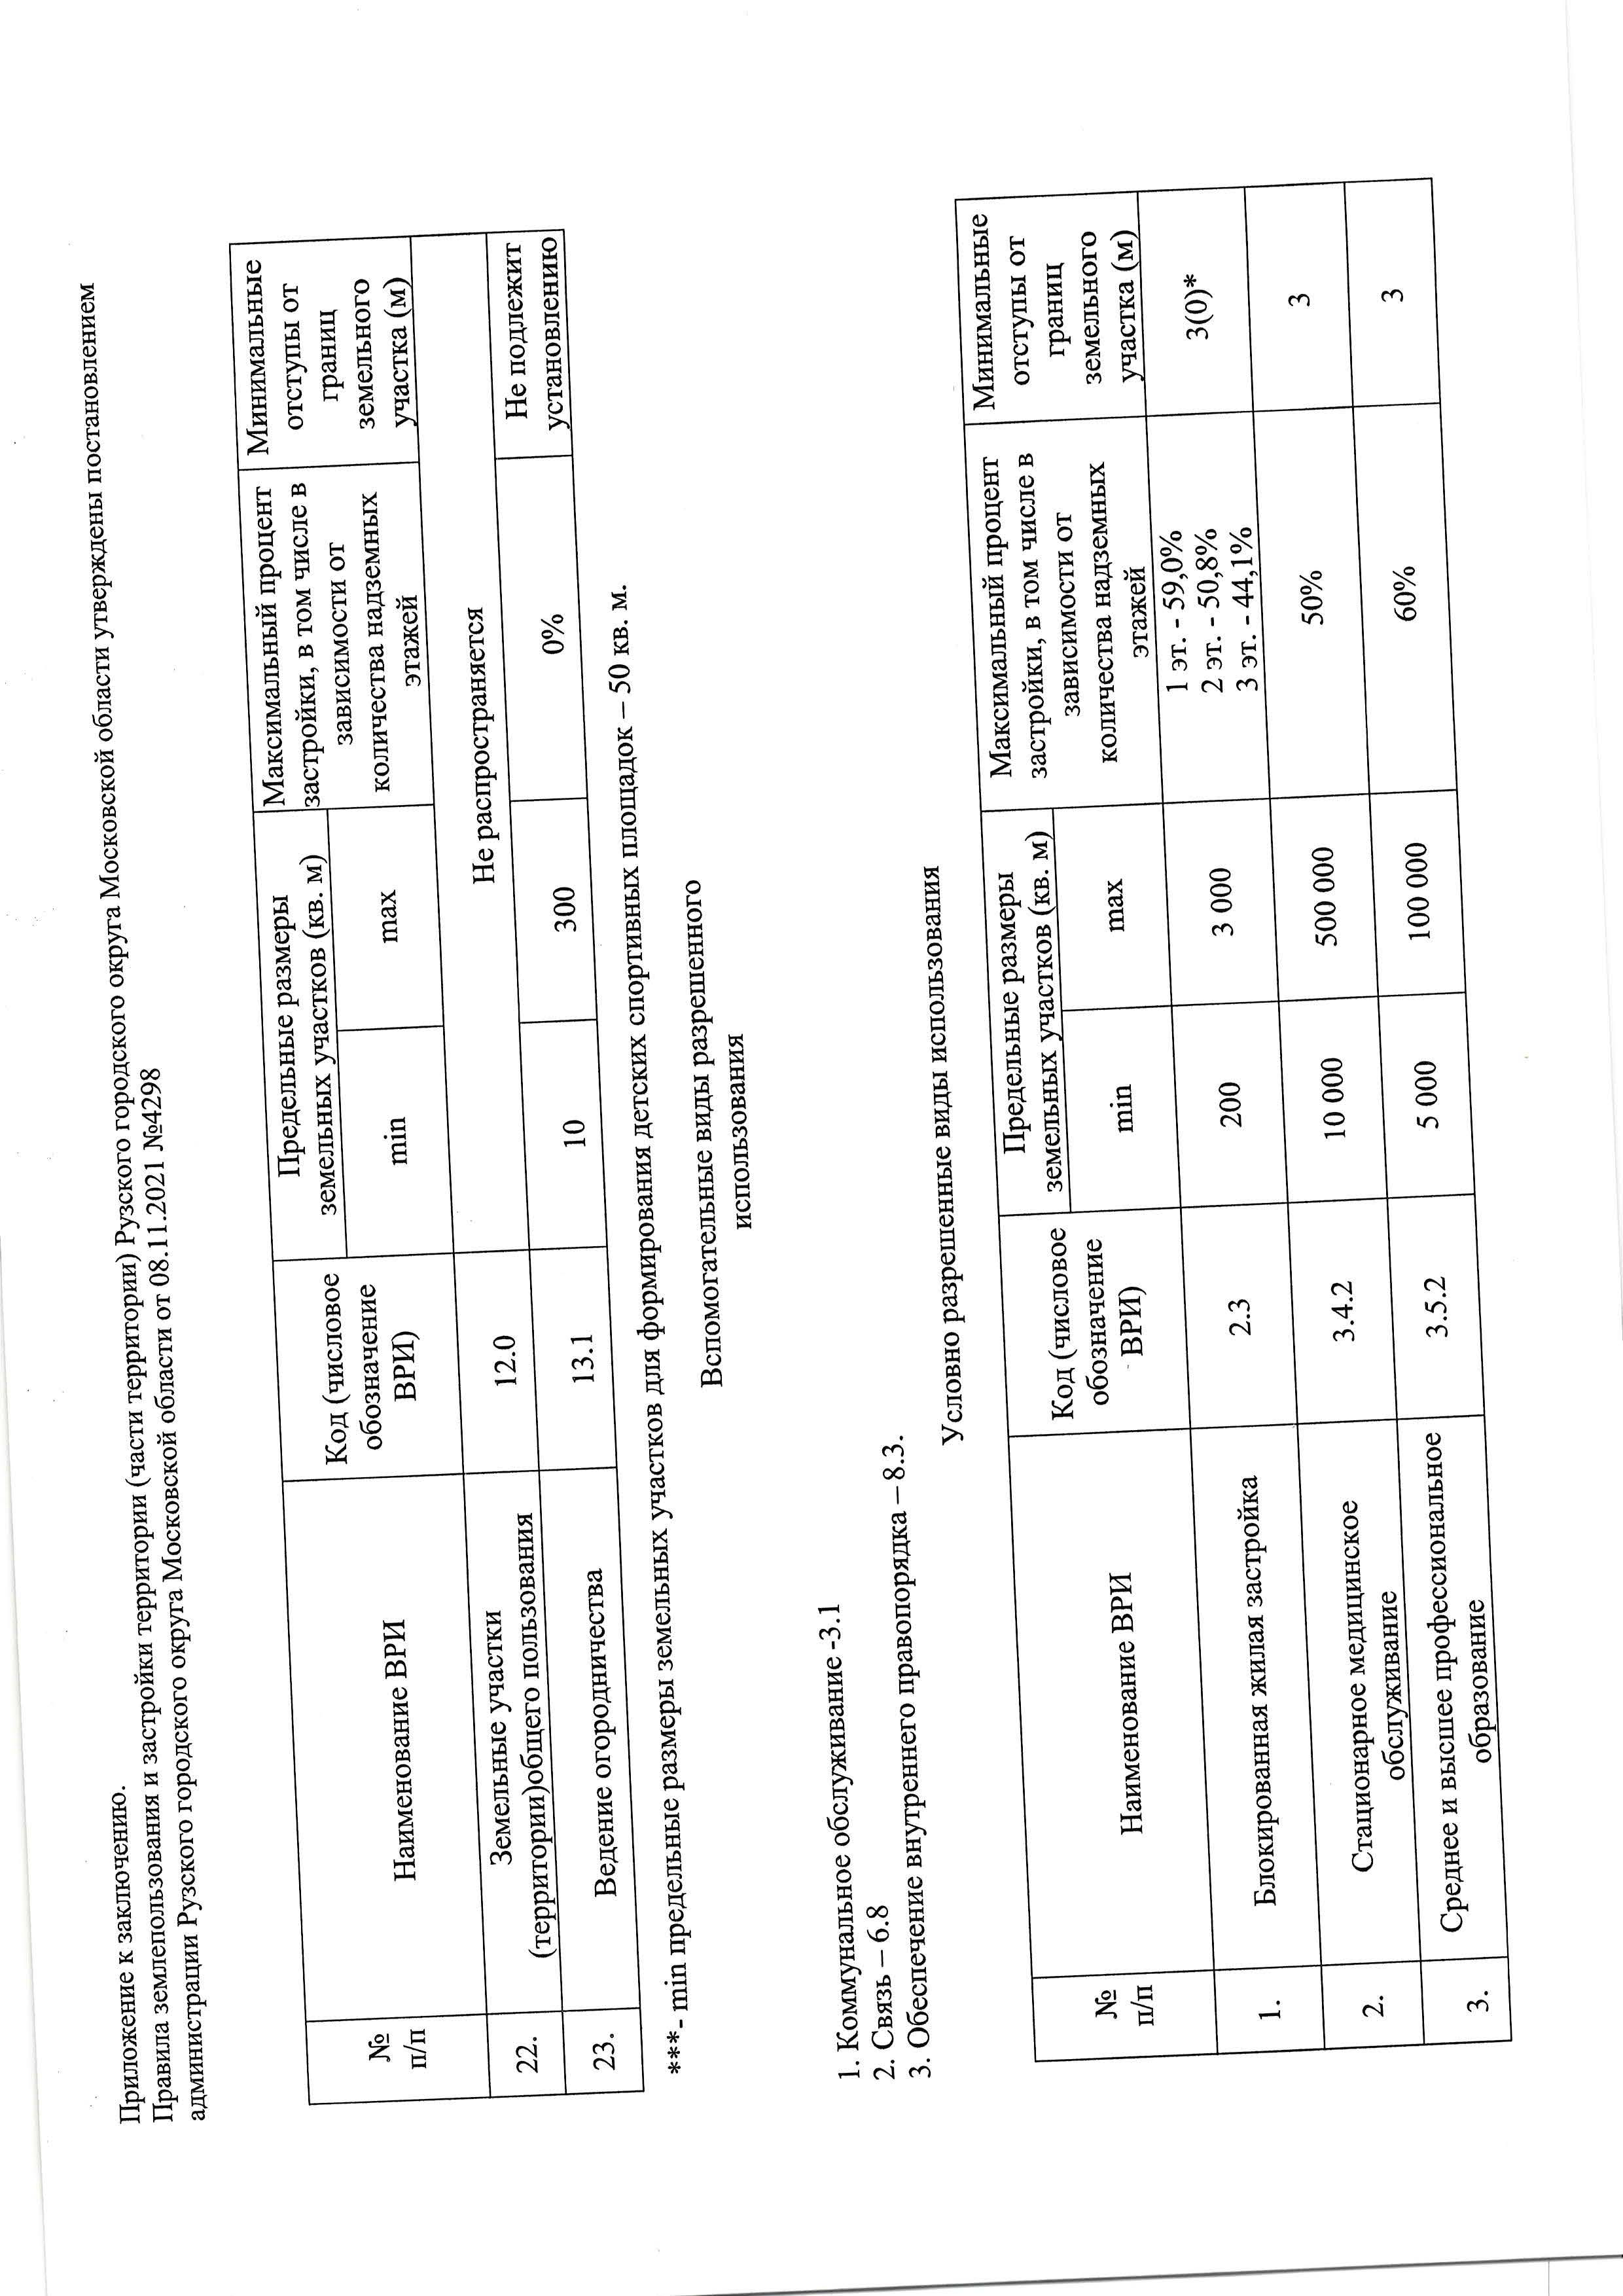 Приложение к заключению.
Правила землепользования и застройки территории (части территории) Рузского городского округа Московской области утверждены постановлением
администрации Рузского городского округа Московской области от 08.11.2021 №4298
№
п/п
Наименование ВРИ
Код (числовое
обозначение
ВРИ)
Предельные размеры
земельных участков (кв. м)
min
max
Максимальный процент
застройки, в том числе в
зависимости от
количества надземных
этажей
Минимальные
отступы от
границ
земельного
участка (м)
22.
Земельные участки
(территории)общего пользования
12.0
Не распространяется
23.
Ведение огородничества
13.1
10
300
0%
Не подлежит
установлению
***- min предельные размеры земельных участков для формирования детских спортивных площадок – 50 кв. м.
Вспомогательные виды разрешенного
использования
1. Коммунальное обслуживание -3.1
2. Связь – 6.8
3. Обеспечение внутреннего правопорядка – 8.3.
Условно разрешенные виды использования
№
п/п
Наименование ВРИ
Код (числовое
обозначение
ВРИ)
Предельные размеры
земельных участков (кв. м)
min
max
Максимальный процент
застройки, в том числе в
зависимости от
количества надземных
этажей
Минимальные
отступы от
границ
земельного
участка (м)
1.
Блокированная жилая застройка
2.3
200
3 000
1 эт. - 59,0%
2 эт. - 50,8%
3 эт. - 44,1%
3(0)*
2.
Стационарное медицинское
обслуживание
3.4.2
10 000
500 000
50%
3
3.
Среднее и высшее профессиональное
образование
3.5.2
5 000
100 000
60%
3